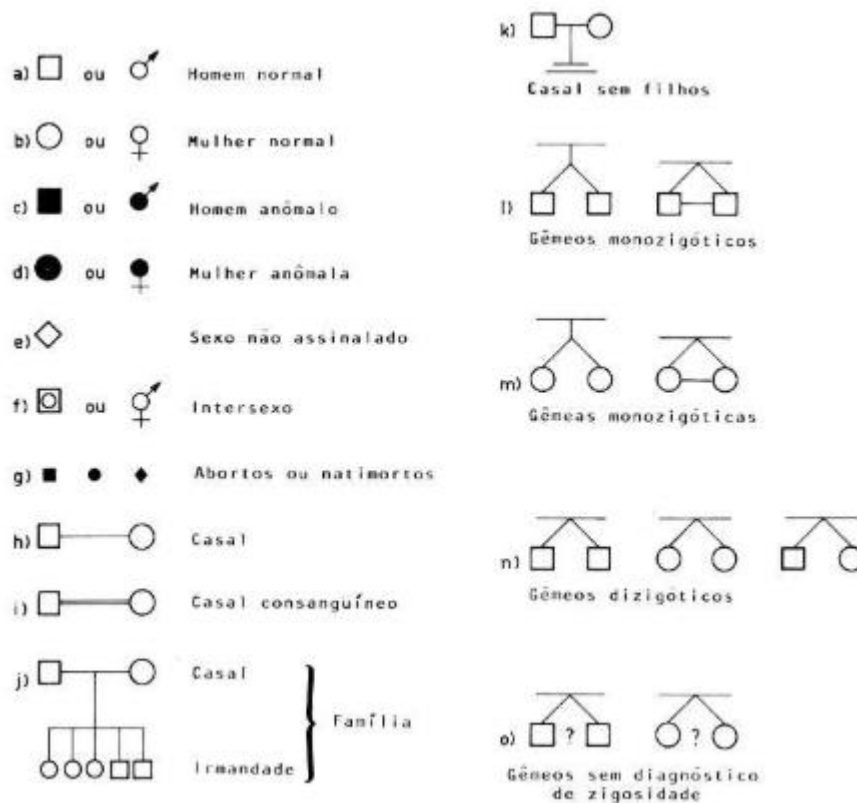 a) ou Homem normal
b) ou Mulher normal
c) ou Homem anômalo
d) ou Mulher anômala
e) Sexo não assinalado
f) ou Intersexo
g) Abortos ou natimortos
h) Casal
i) Casal consanguíneo
j) Casal
Irmandade
Família
k)
Casal sem filhos
l)
Gêmeos monozigóticos
m)
Gêmeas monozigóticas
n)
Gêmeos dizigóticos
o) ? ?
Gêmeos sem diagnóstico
de zigosidade